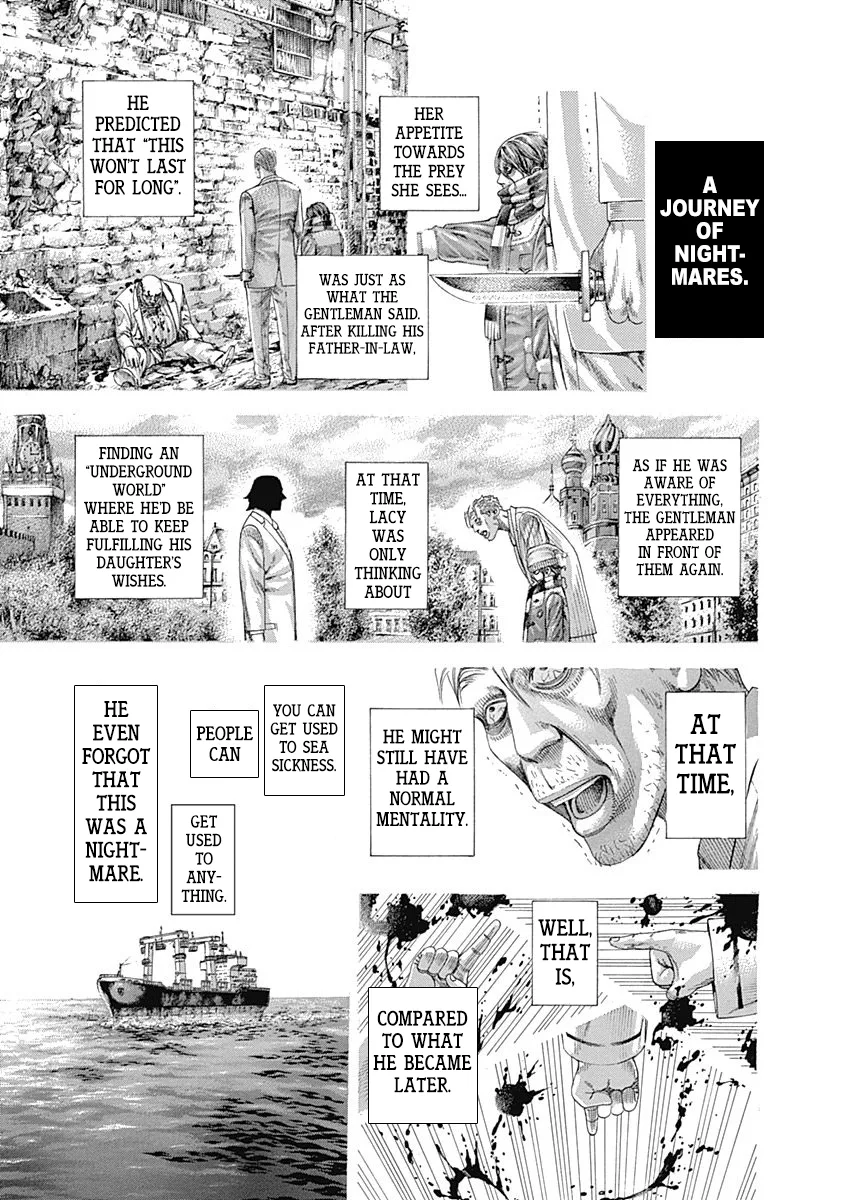 A
JOURNEY
OF
NIGHT-
MARES.
HER
APPETITE
TOWARDS
THE PREY
SHE SEES...
WAS JUST AS
WHAT THE
GENTLEMAN SAID.
AFTER KILLING HIS
FATHER-IN-LAW,
HE
PREDICTED
THAT “THIS
WON'T LAST
FOR LONG”.
AS IF HE WAS
AWARE OF
EVERYTHING,
THE GENTLEMAN
APPEARED
IN FRONT OF
THEM AGAIN.
AT THAT
TIME,
LACY
WAS
ONLY
THINKING
ABOUT
FINDING AN
“UNDERGROUND
WORLD”
WHERE HE'D BE
ABLE TO KEEP
FULFILLING HIS
DAUGHTER'S
WISHES.
AT
THAT
TIME,
HE MIGHT
STILL HAVE
HAD A
NORMAL
MENTALITY.
WELL,
THAT
IS,
COMPARED
TO WHAT
HE BECAME
LATER.
YOU CAN
GET USED
TO SEA
SICKNESS.
PEOPLE
CAN
GET
USED
TO
ANY-
THING.
HE
EVEN
FORGOT
THAT
THIS
WAS A
NIGHT-
MARE.